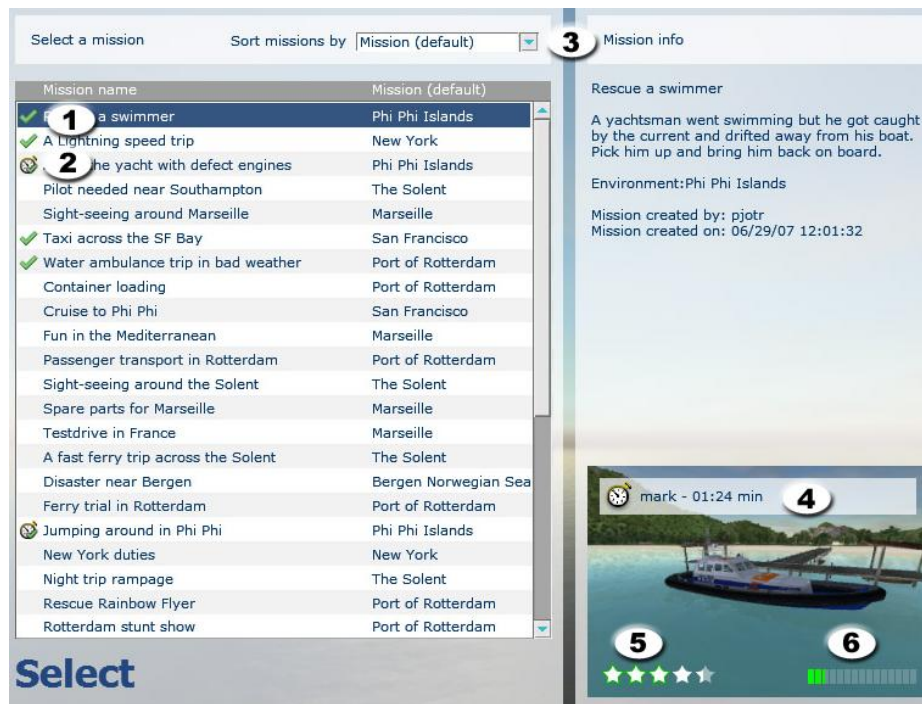 Select a mission
Sort missions by Mission (default)
3
Mission info
Mission name Mission (default)
1 a swimmer Phi Phi Islands
A Lightning speed trip New York
2 he yacht with defect engines Phi Phi Islands
Pilot needed near Southampton The Solent
Sight-seeing around Marseille Marseille
Taxi across the SF Bay San Francisco
Water ambulance trip in bad weather Port of Rotterdam
Container loading Port of Rotterdam
Cruise to Phi Phi San Francisco
Fun in the Mediterranean Marseille
Passenger transport in Rotterdam Port of Rotterdam
Sight-seeing around the Solent The Solent
Spare parts for Marseille Marseille
Testdrive in France Marseille
A fast ferry trip across the Solent The Solent
Disaster near Bergen Bergen Norwegian Sea
Ferry trial in Rotterdam Port of Rotterdam
Jumping around in Phi Phi Phi Phi Islands
New York duties New York
Night trip rampage The Solent
Rescue Rainbow Flyer Port of Rotterdam
Rotterdam stunt show Port of Rotterdam
Select
Rescue a swimmer
A yachtsman went swimming but he got caught
by the current and drifted away from his boat.
Pick him up and bring him back on board.
Environment:Phi Phi Islands
Mission created by: pjotr
Mission created on: 06/29/07 12:01:32
mark - 01:24 min 4
5
6